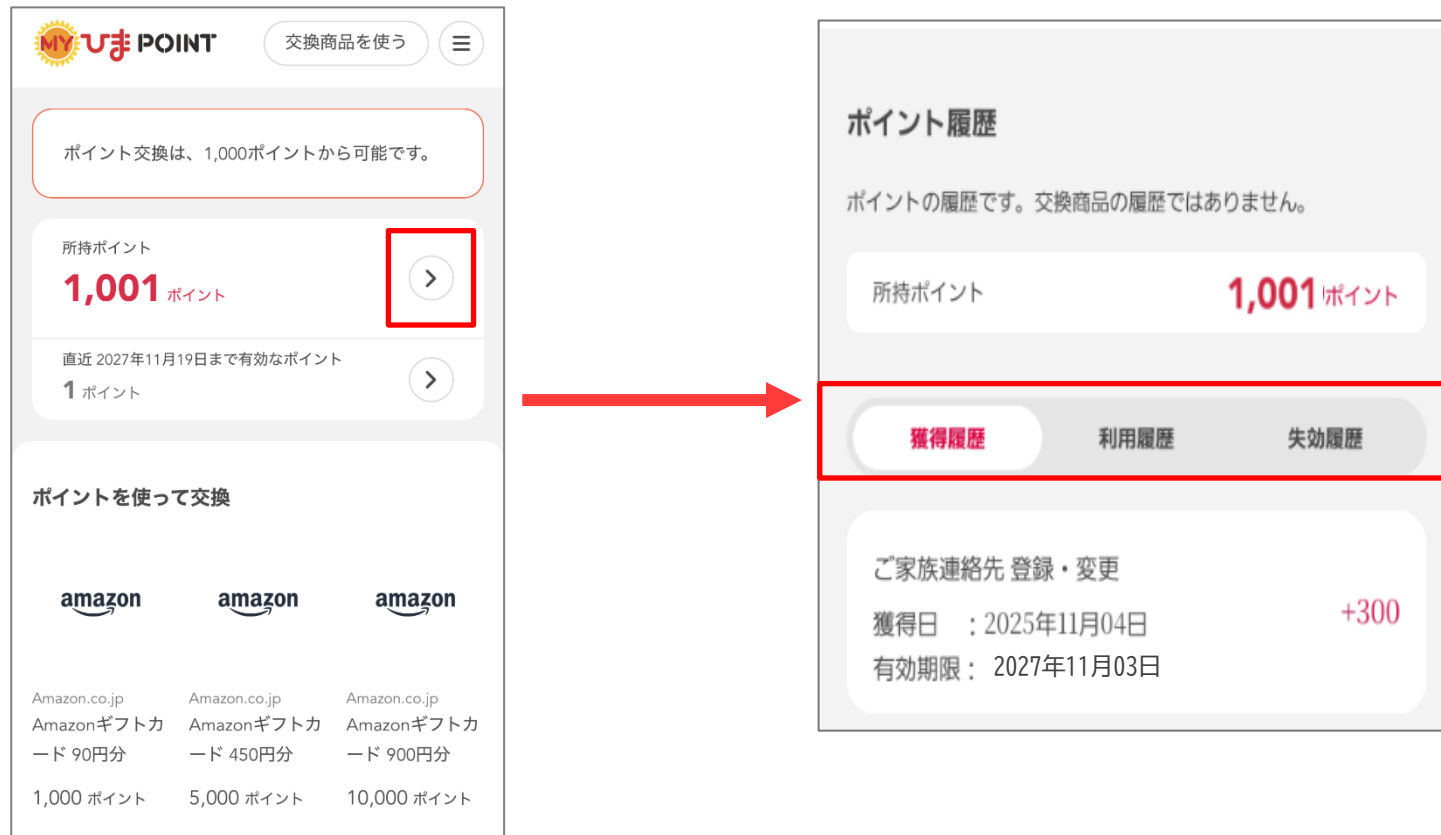 MY ひま POINT
交換商品を使う
ポイント交換は、1,000ポイントから可能です。
所持ポイント
1,001 ポイント
直近 2027年11月19日まで有効なポイント
1 ポイント
ポイントを使って交換
amazon amazon amazon
Amazon.co.jp Amazon.co.jp Amazon.co.jp
Amazonギフトカ Amazonギフトカ Amazonギフトカ
ード 90円分 ード 450円分 ード 900円分
1,000 ポイント 5,000 ポイント 10,000 ポイント
ポイント履歴
ポイントの履歴です。交換商品の履歴ではありません。
所持ポイント 1,001 ポイント
獲得履歴 利用履歴 失効履歴
ご家族連絡先 登録・変更
獲得日 : 2025年11月04日 +300
有効期限 : 2027年11月03日